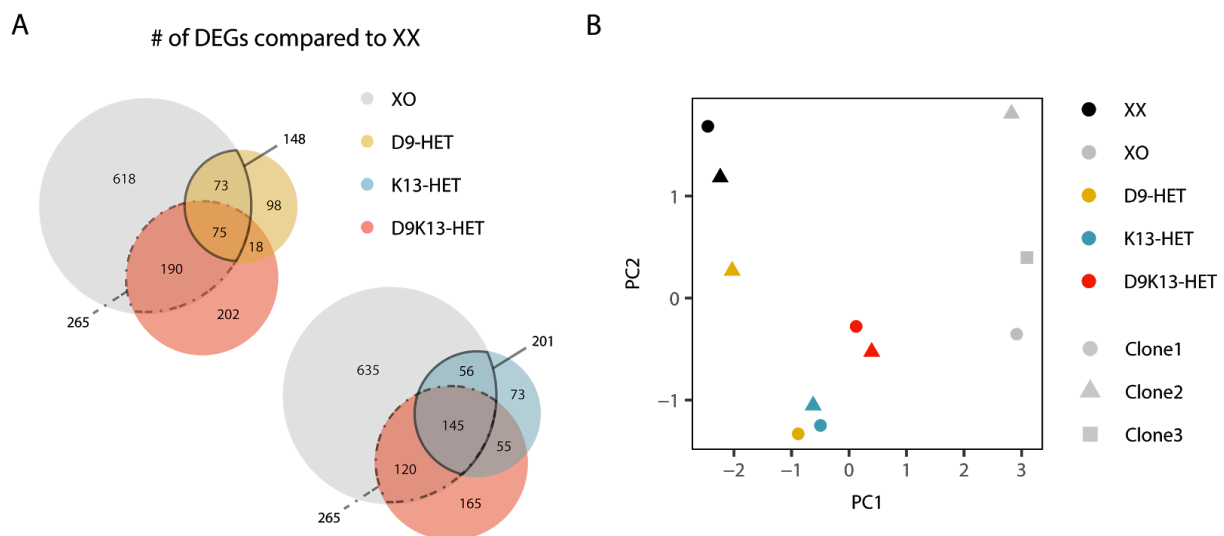 A
# of DEGs compared to XX
XO
D9-HET
K13-HET
D9K13-HET
148
618
73
98
75
18
190
202
265
201
635
56
73
145
55
120
165
265
B
PC2
1
0
−1
−2
−1
0
1
2
3
PC1
XX
XO
D9-HET
K13-HET
D9K13-HET
Clone1
Clone2
Clone3